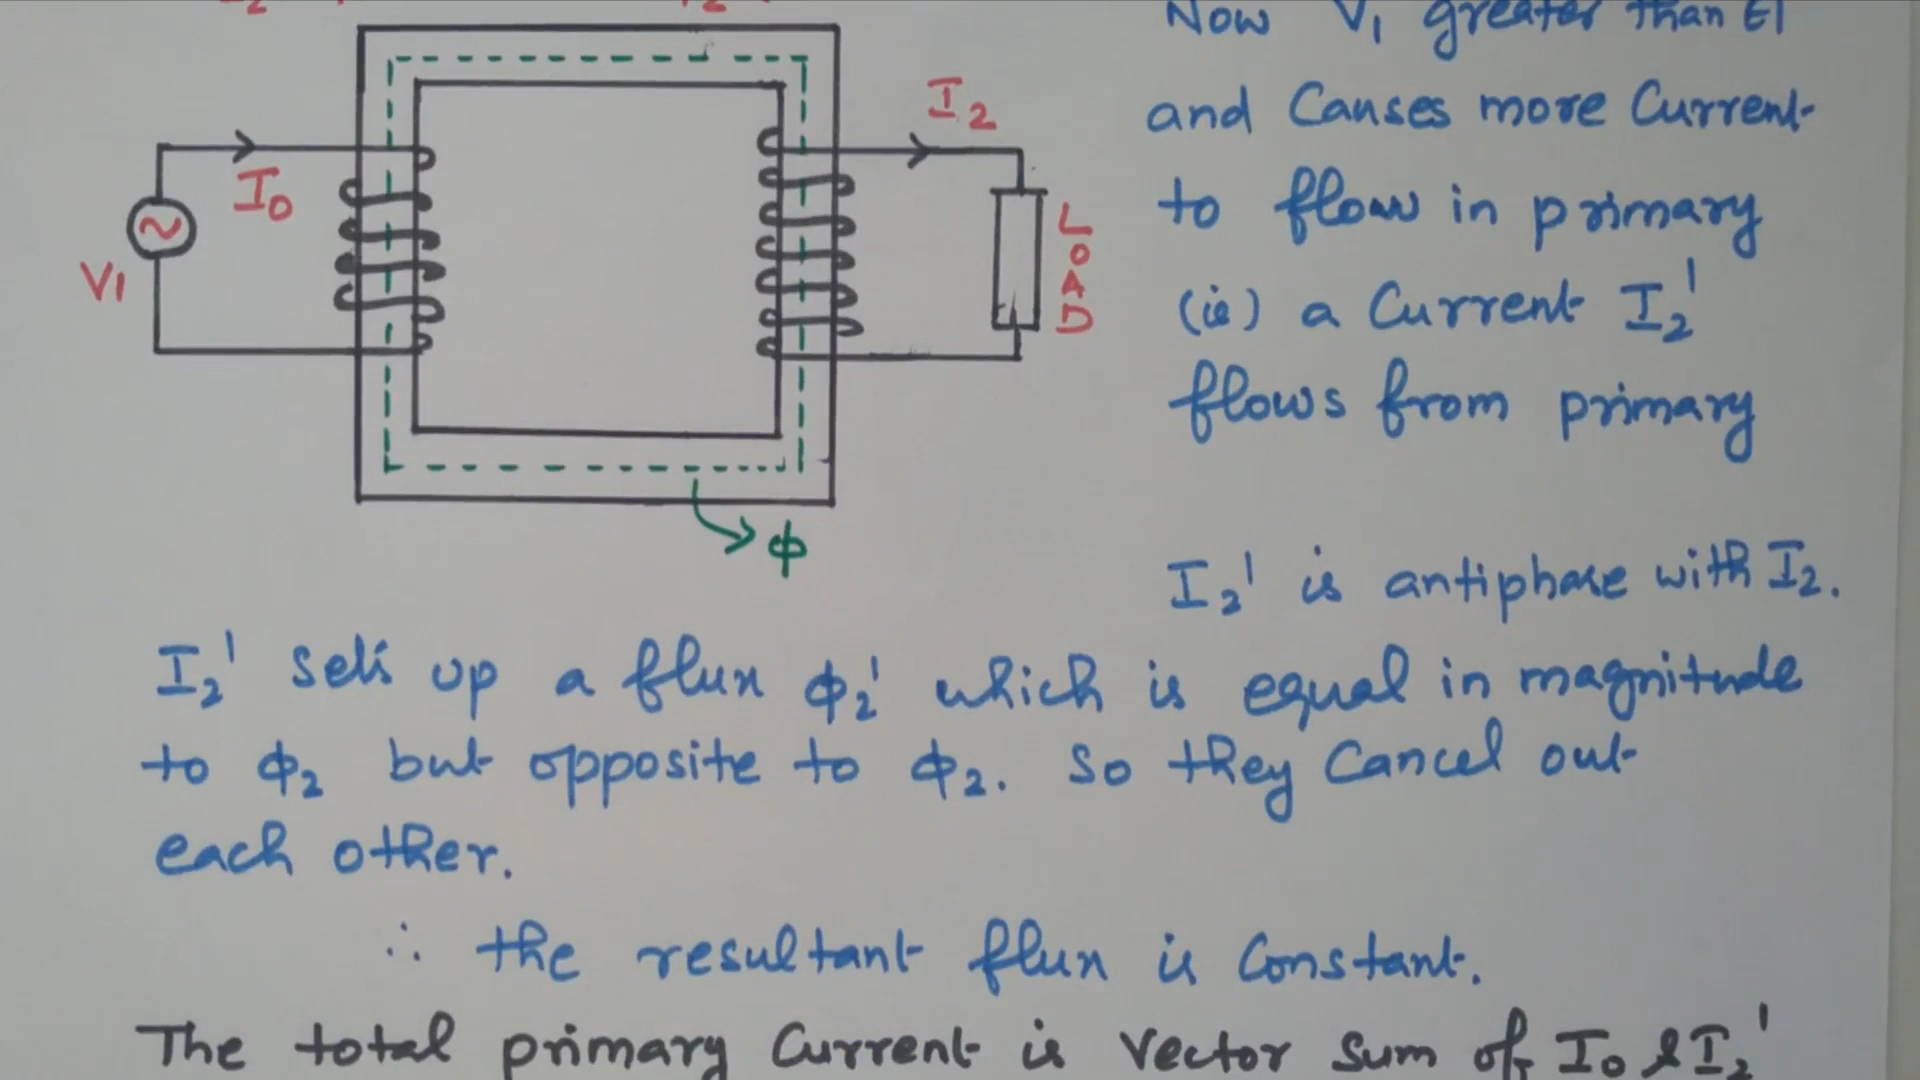 Now V1 greater than E1
and Causes more Current
to flow in primary
(ie) a Current I2'
flows from primary
I2' is antiphase with I2.
I2' sets up a flux ϕ2' which is equal in magnitude
to ϕ2 but opposite to ϕ2. So they Cancel out
each other.
∴ the resultant flux is Constant.
The total primary Current is Vector sum of I0 & I2'
I2
I0
V1
LOAD
ϕ